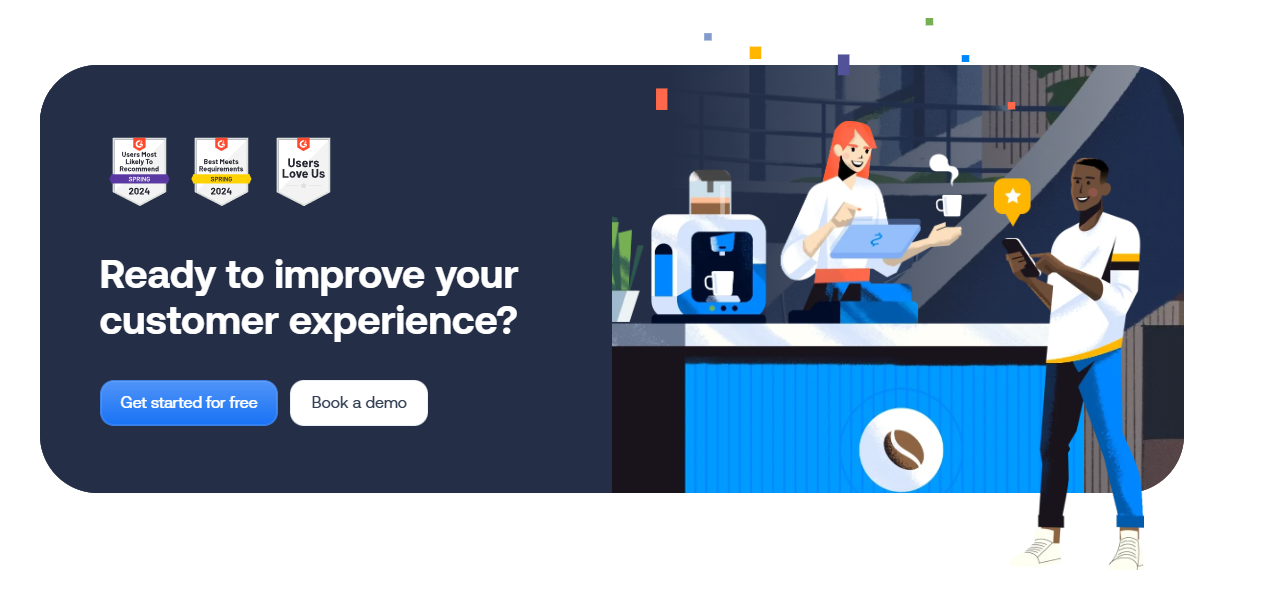 Users Most
Likely To
Recommend
SPRING
2024
Best Meets
Requirements
SPRING
2024
Users
Love Us
Ready to improve your
customer experience?
Get started for free
Book a demo